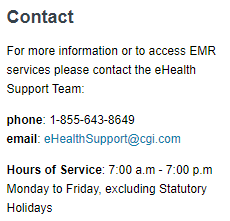 Contact
For more information or to access EMR
services please contact the eHealth
Support Team:
phone: 1-855-643-8649
email: eHealthSupport@cgi.com
Hours of Service: 7:00 a.m - 7:00 p.m
Monday to Friday, excluding Statutory
Holidays